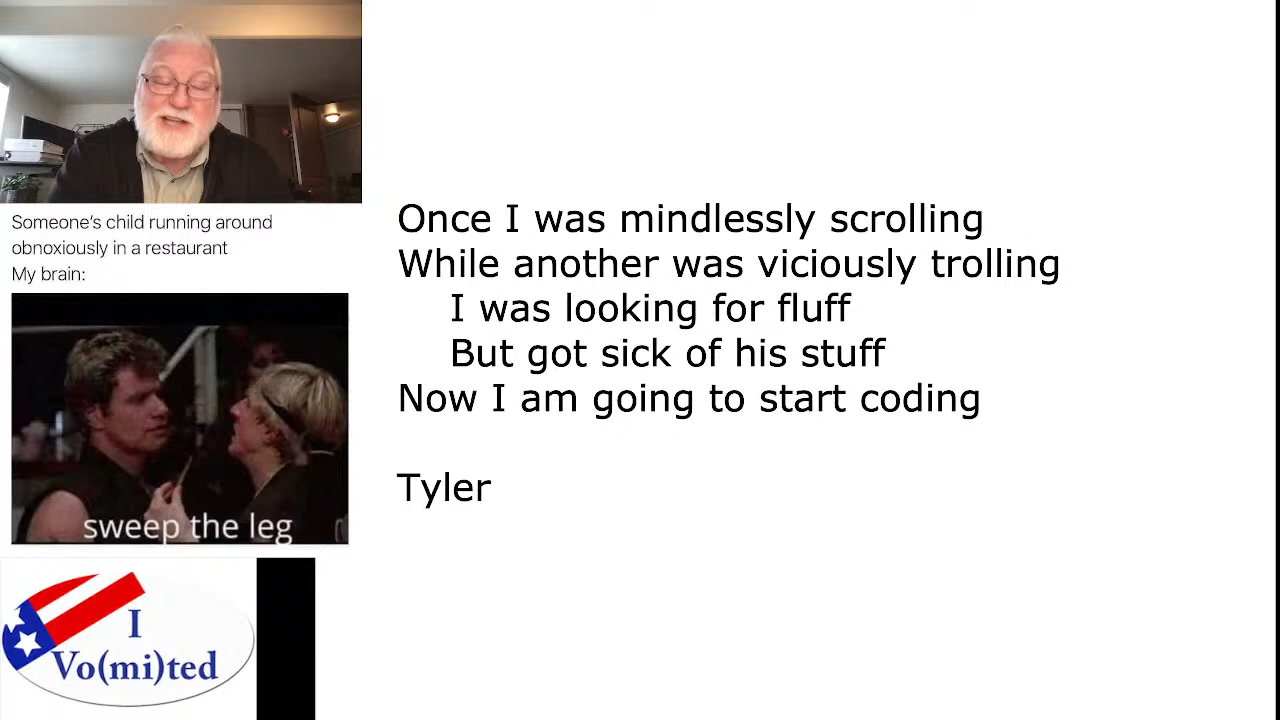 Someone's child running around
obnoxiously in a restaurant
My brain:
sweep the leg
I
Vo(mi)ted
Once I was mindlessly scrolling
While another was viciously trolling
I was looking for fluff
But got sick of his stuff
Now I am going to start coding
Tyler